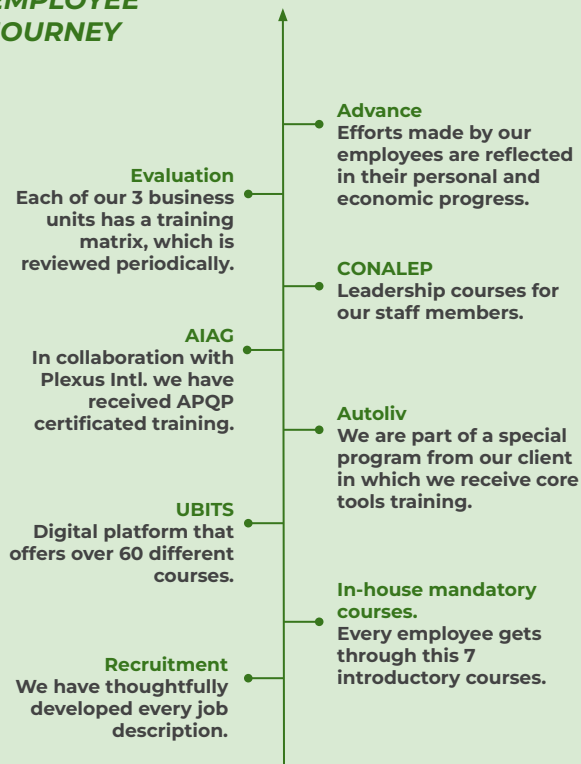 EMPLOYEE
JOURNEY
Advance
Efforts made by our
employees are reflected
in their personal and
economic progress.
Evaluation
Each of our 3 business
units has a training
matrix, which is
reviewed periodically.
CONALEP
Leadership courses for
our staff members.
AIAG
In collaboration with
Plexus Intl. we have
received APQP
certificated training.
Autoliv
We are part of a special
program from our client
in which we receive core
tools training.
UBITS
Digital platform that
offers over 60 different
courses.
In-house mandatory
courses.
Every employee gets
through this 7
introductory courses.
Recruitment
We have thoughtfully
developed every job
description.